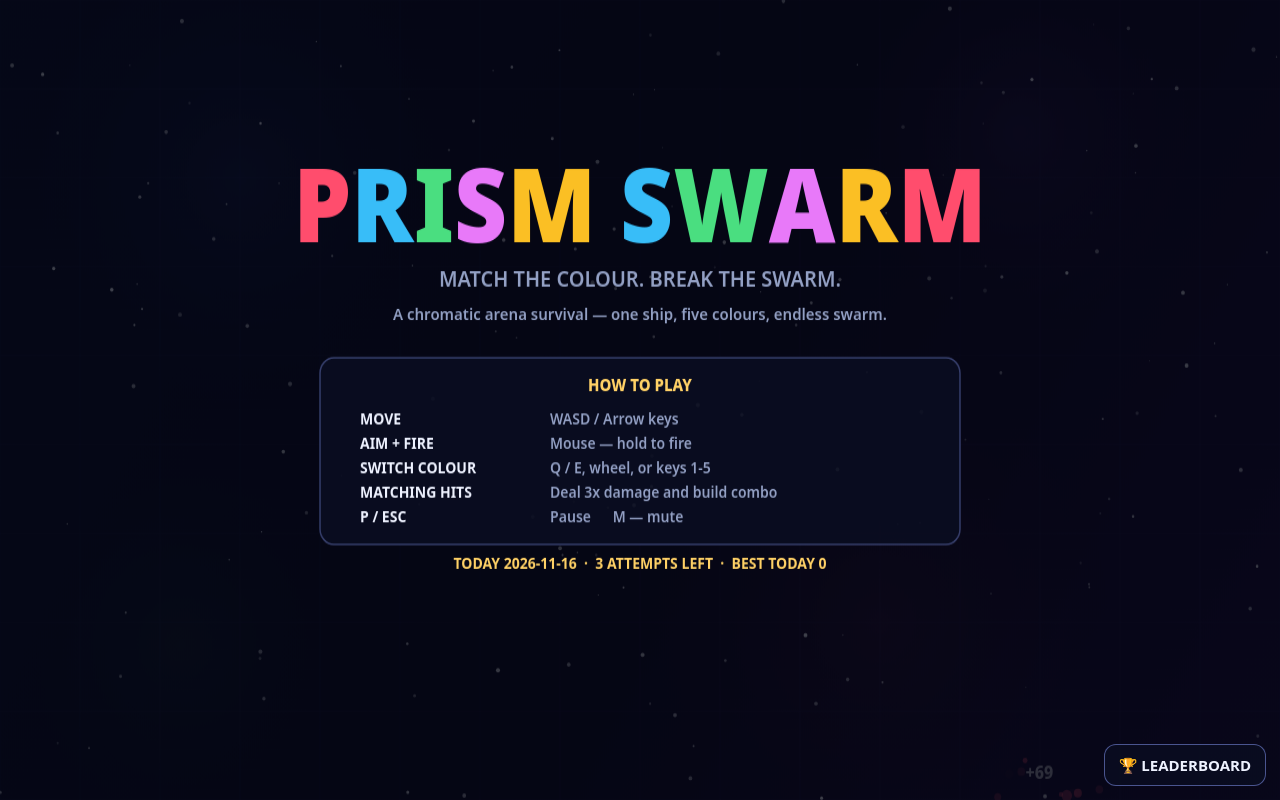 PRISM SWARM
MATCH THE COLOUR. BREAK THE SWARM.
A chromatic arena survival — one ship, five colours, endless swarm.
HOW TO PLAY
MOVE WASD / Arrow keys
AIM + FIRE Mouse — hold to fire
SWITCH COLOUR Q / E, wheel, or keys 1-5
MATCHING HITS Deal 3x damage and build combo
P / ESC Pause M — mute
TODAY 2026-11-16 · 3 ATTEMPTS LEFT · BEST TODAY 0
+69
🏆 LEADERBOARD